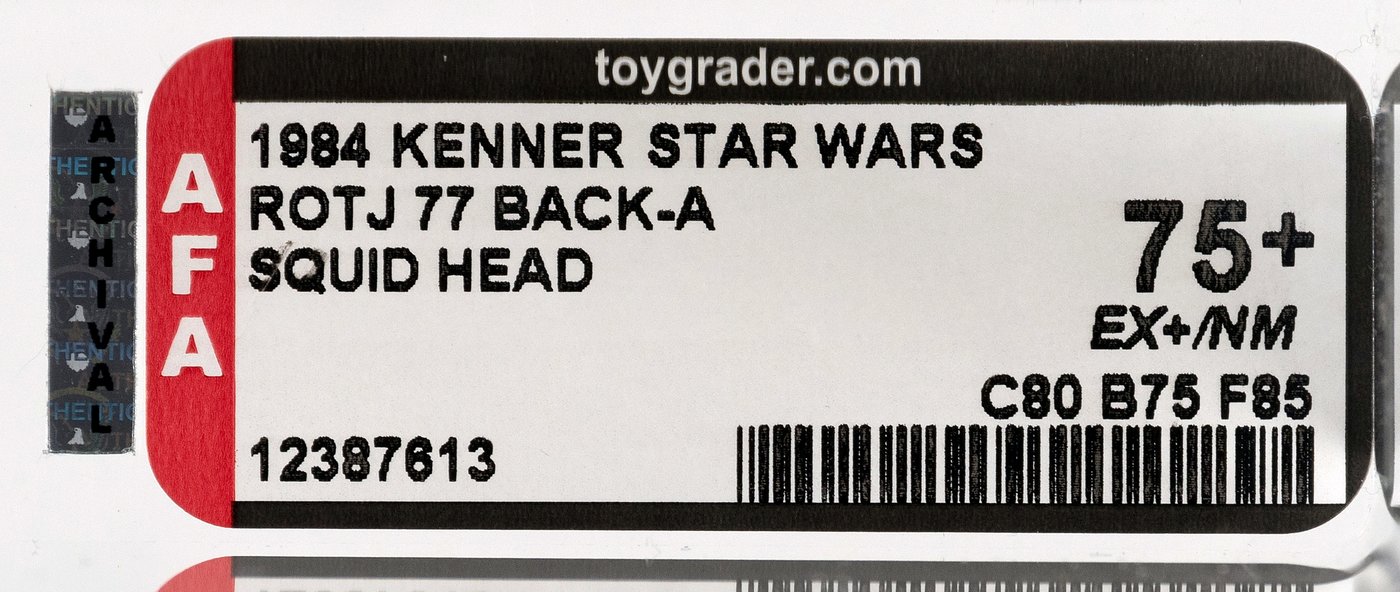 toygrader.com
ARCHIVAL
AFA
1984 KENNER STAR WARS
ROTJ 77 BACK-A
SQUID HEAD
75+
EX+/NM
C80 B75 F85
12387613